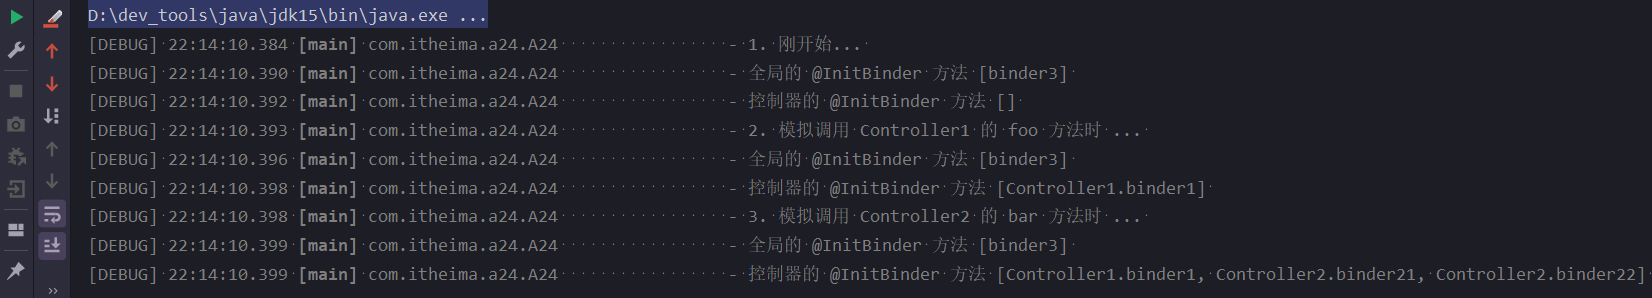 D:\dev_tools\java\jdk15\bin\java.exe ...
[DEBUG] 22:14:10.384 [main] com.itheima.a24.A24 - 1. 刚开始...
[DEBUG] 22:14:10.390 [main] com.itheima.a24.A24 - 全局的 @InitBinder 方法 [binder3]
[DEBUG] 22:14:10.392 [main] com.itheima.a24.A24 - 控制器的 @InitBinder 方法 []
[DEBUG] 22:14:10.393 [main] com.itheima.a24.A24 - 2. 模拟调用 Controller1 的 foo 方法时 ...
[DEBUG] 22:14:10.396 [main] com.itheima.a24.A24 - 全局的 @InitBinder 方法 [binder3]
[DEBUG] 22:14:10.398 [main] com.itheima.a24.A24 - 控制器的 @InitBinder 方法 [Controller1.binder1]
[DEBUG] 22:14:10.398 [main] com.itheima.a24.A24 - 3. 模拟调用 Controller2 的 bar 方法时 ...
[DEBUG] 22:14:10.399 [main] com.itheima.a24.A24 - 全局的 @InitBinder 方法 [binder3]
[DEBUG] 22:14:10.399 [main] com.itheima.a24.A24 - 控制器的 @InitBinder 方法 [Controller1.binder1, Controller2.binder21, Controller2.binder22]